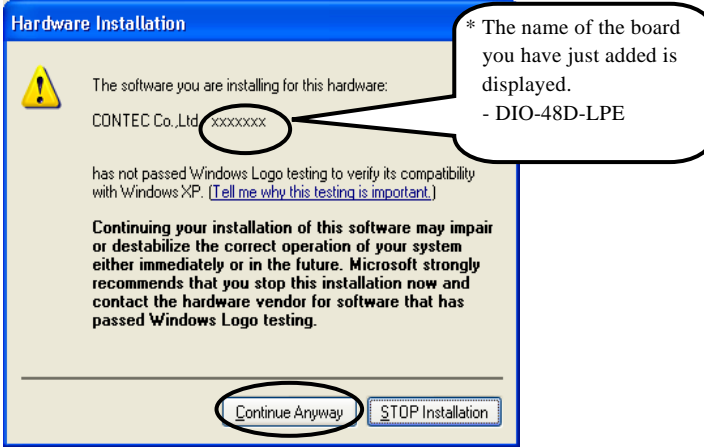 Hardware Installation
The software you are installing for this hardware:
CONTEC Co.,Ltd. xxxxxxx
has not passed Windows Logo testing to verify its compatibility
with Windows XP. (Tell me why this testing is important.)
Continuing your installation of this software may impair
or destabilize the correct operation of your system
either immediately or in the future. Microsoft strongly
recommends that you stop this installation now and
contact the hardware vendor for software that has
passed Windows Logo testing.
Continue Anyway
STOP Installation
* The name of the board
you have just added is
displayed.
- DIO-48D-LPE